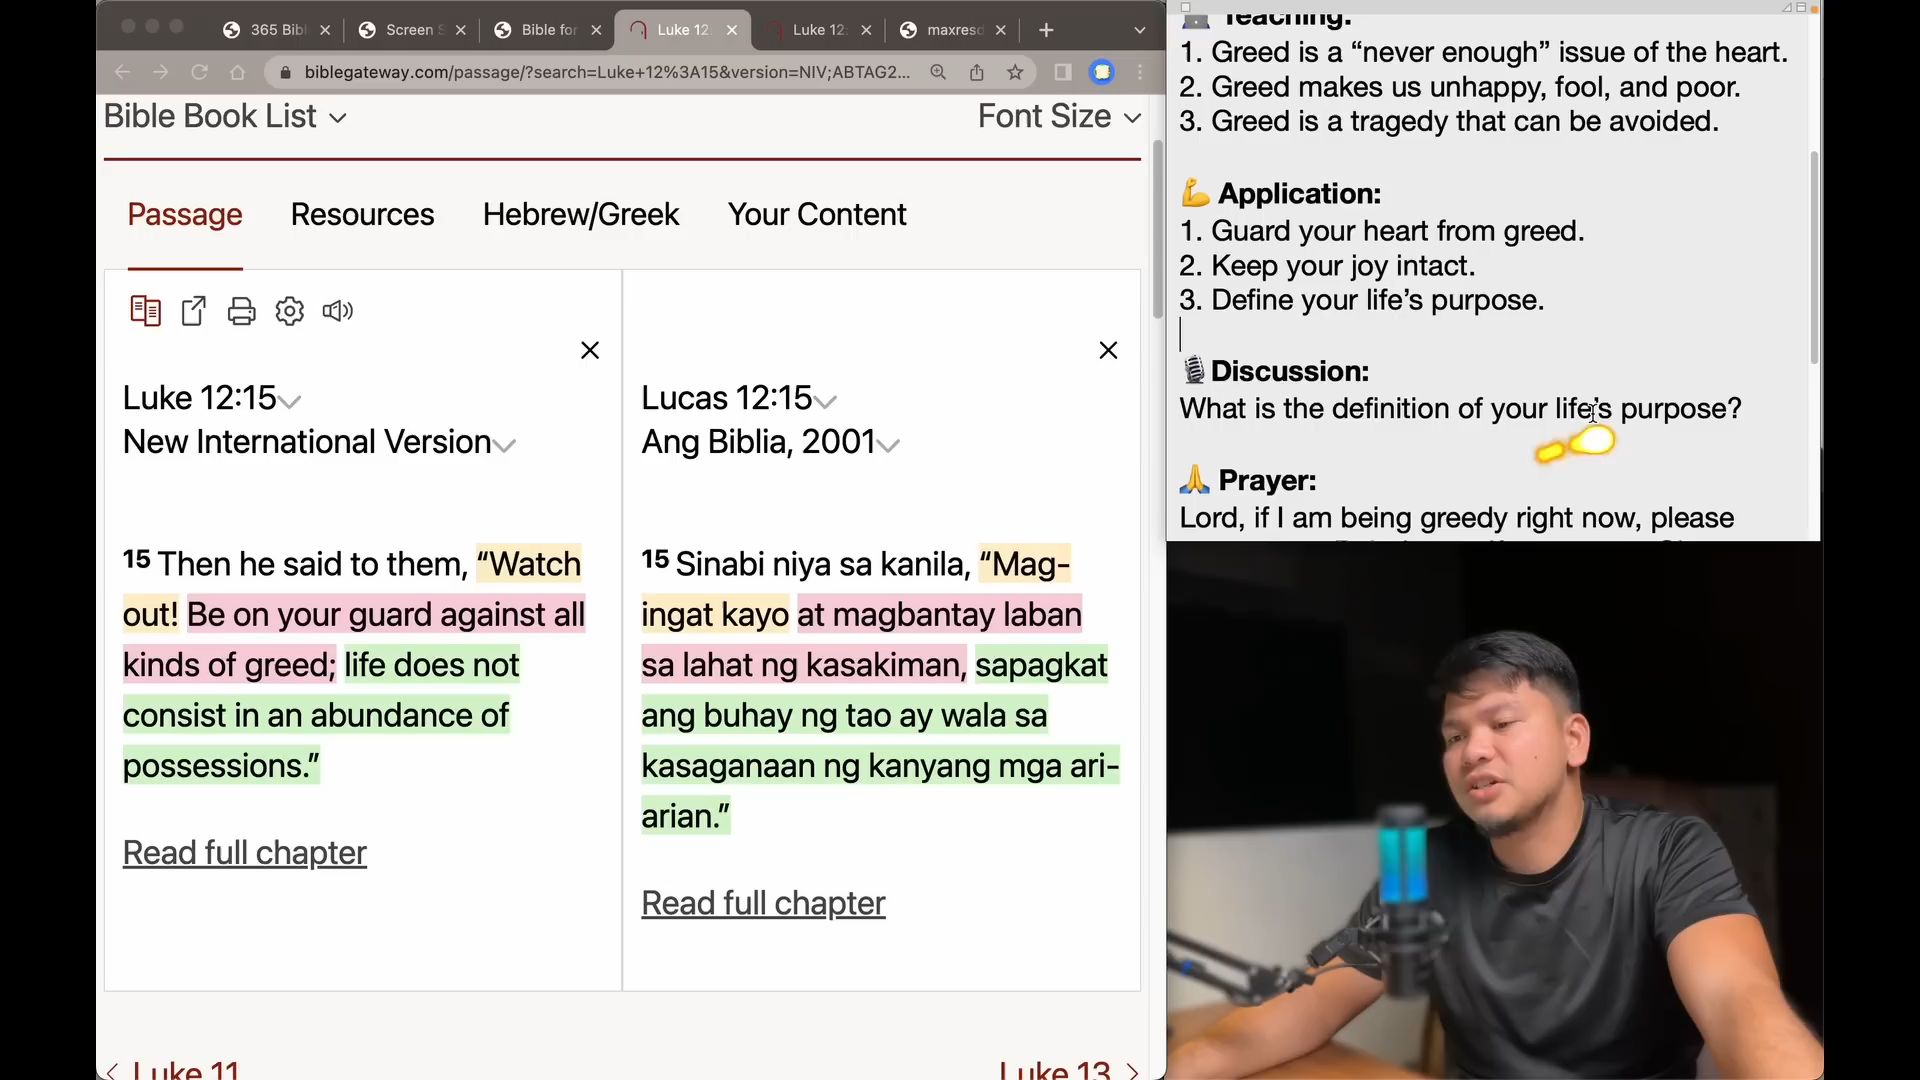 365 Bib
Screen S
Bible for
Luke 12:
Luke 12:
maxresd
biblegateway.com/passage/?search=Luke+12%3A15&version=NIV;ABTAG2...
Bible Book List
Font Size
Passage
Resources
Hebrew/Greek
Your Content
Luke 12:15
New International Version
15 Then he said to them, “Watch
out! Be on your guard against all
kinds of greed; life does not
consist in an abundance of
possessions.”
Read full chapter
Lucas 12:15
Ang Biblia, 2001
15 Sinabi niya sa kanila, “Mag-
ingat kayo at magbantay laban
sa lahat ng kasakiman, sapagkat
ang buhay ng tao ay wala sa
kasaganaan ng kanyang mga ari-
arian.”
Read full chapter
< Luke 11
Luke 13 >
Teaching:
1. Greed is a “never enough” issue of the heart.
2. Greed makes us unhappy, fool, and poor.
3. Greed is a tragedy that can be avoided.
Application:
1. Guard your heart from greed.
2. Keep your joy intact.
3. Define your life’s purpose.
Discussion:
What is the definition of your life’s purpose?
Prayer:
Lord, if I am being greedy right now, please